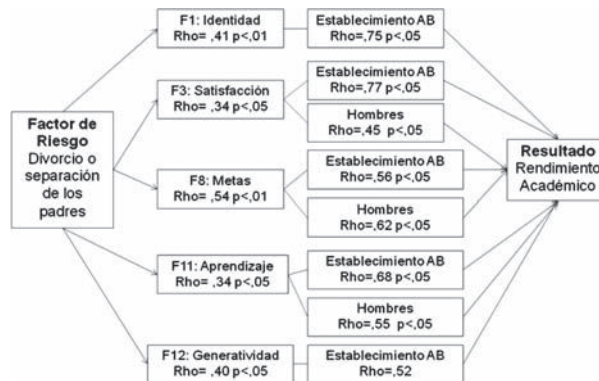 Factor de
Riesgo
Divorcio o
separación
de los
padres
F1: Identidad
Rho= ,41 p<,01
Establecimiento AB
Rho=,75 p<,05
F3: Satisfacción
Rho= ,34 p<,05
Establecimiento AB
Rho=,77 p<,05
Hombres
Rho=,45 p<,05
F8: Metas
Rho= ,54 p<,01
Establecimiento AB
Rho=,56 p<,05
Hombres
Rho=,62 p<,05
F11: Aprendizaje
Rho= ,34 p<,05
Establecimiento AB
Rho=,68 p<,05
Hombres
Rho=,55 p<,05
F12: Generatividad
Rho= ,40 p<,05
Establecimiento AB
Rho=,52
Resultado
Rendimiento
Académico